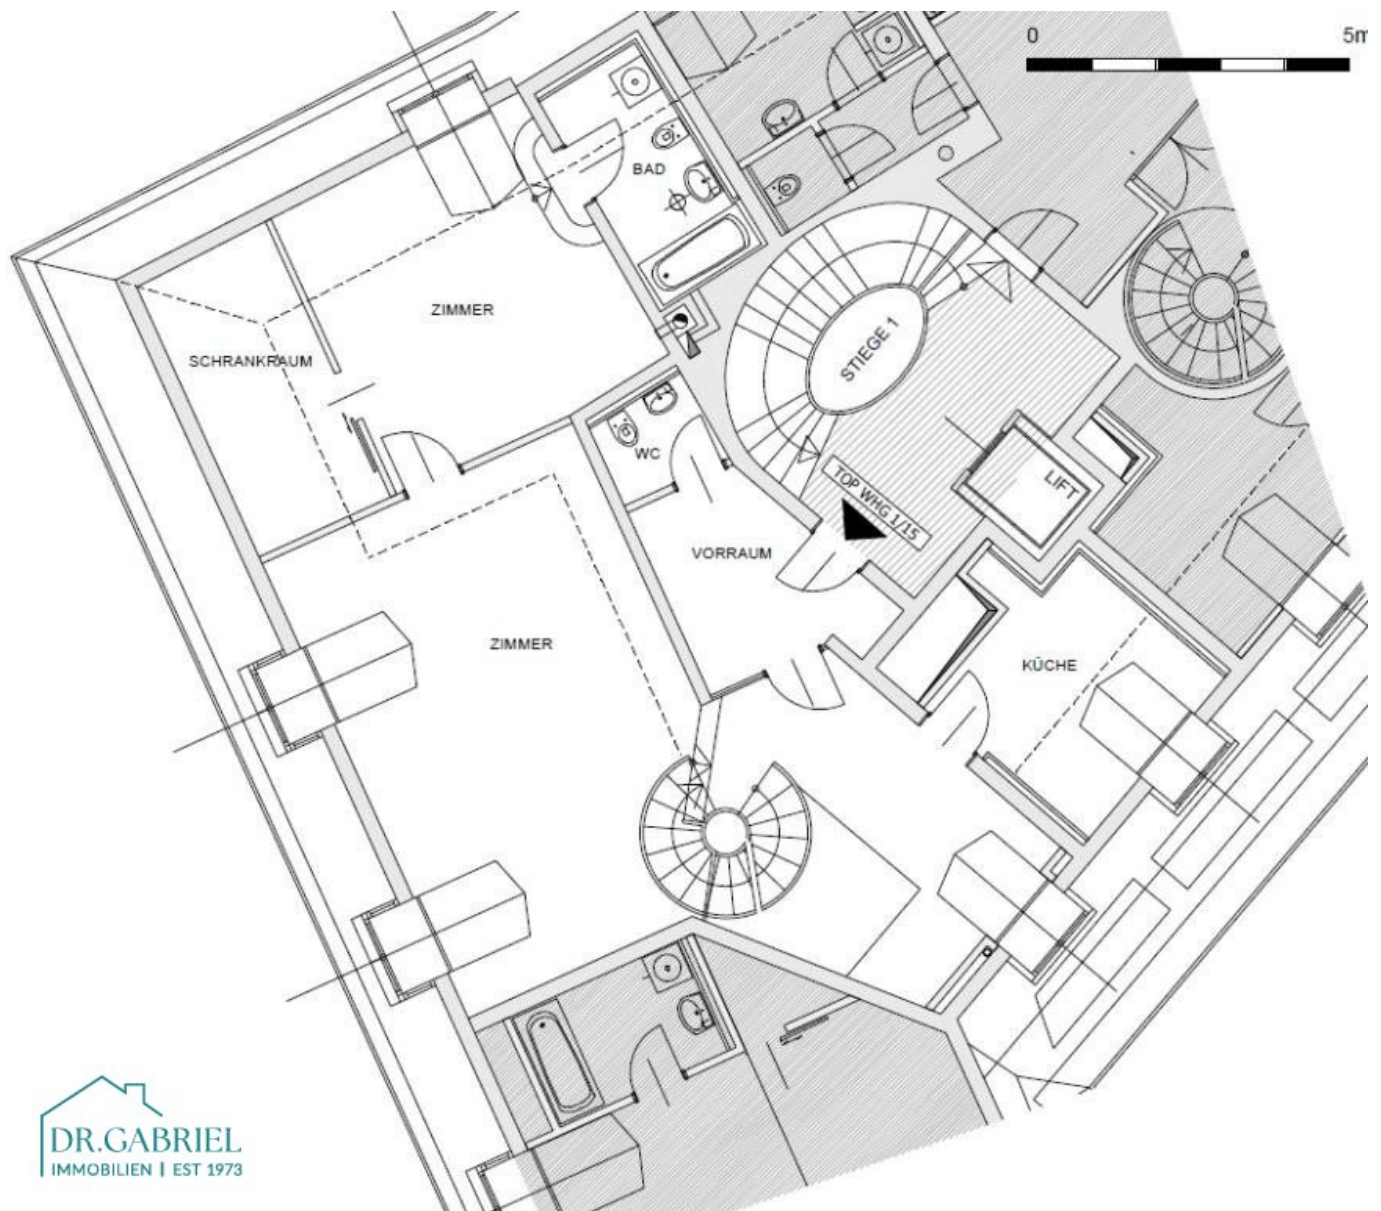 0 5m
BAD
ZIMMER
SCHRANKRAUM
STIEGE 1
WC
LIFT
TOP WHG 1/15
VORRAUM
ZIMMER
KÜCHE
DR.GABRIEL
IMMOBILIEN | EST 1973